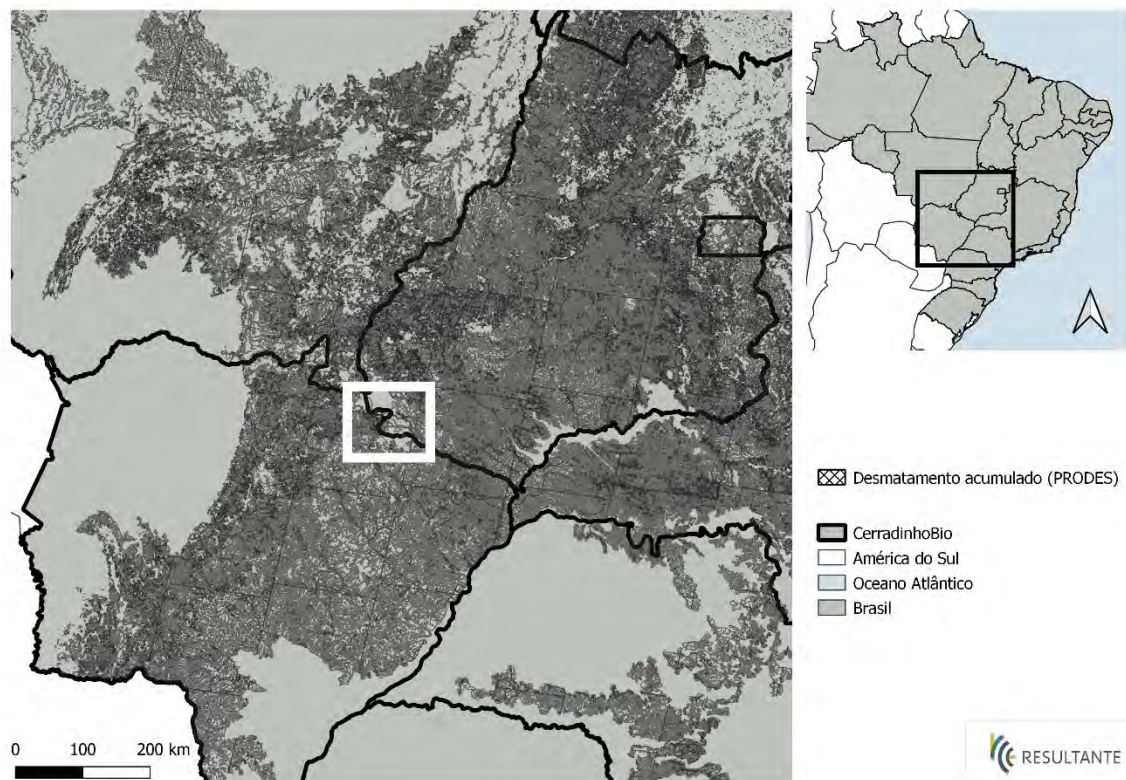 Desmatamento acumulado (PRODES)
CerradinhoBio
América do Sul
Oceano Atlântico
Brasil
0 100 200 km
RESULTANTE